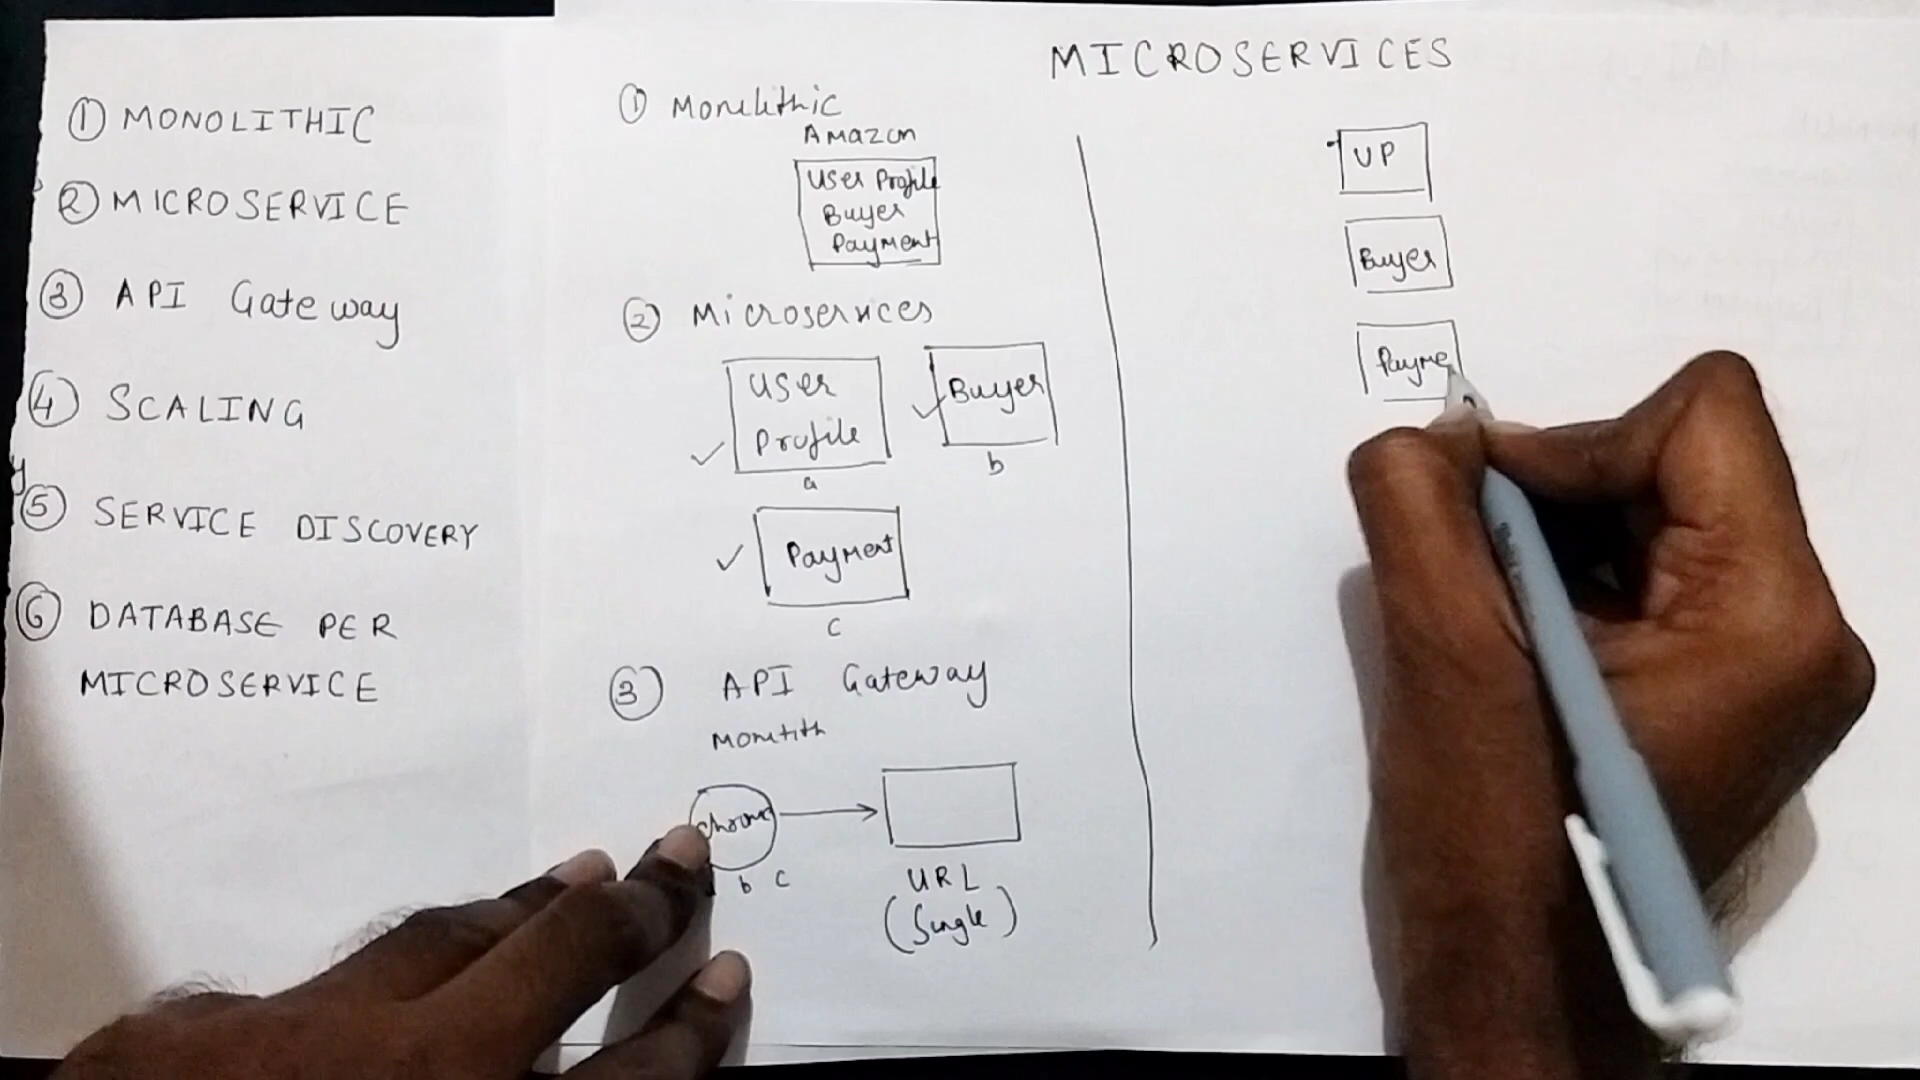 ① MONOLITHIC
② MICROSERVICE
③ API Gateway
④ SCALING
⑤ SERVICE DISCOVERY
⑥ DATABASE PER
MICROSERVICE
MICROSERVICES
① Monolithic
Amazon
User Profile
Buyer
Payment
② Microservices
User
Profile
a
Buyer
b
Payment
c
③ API Gateway
b c
URL
(Single)
UP
Buyer
Payme